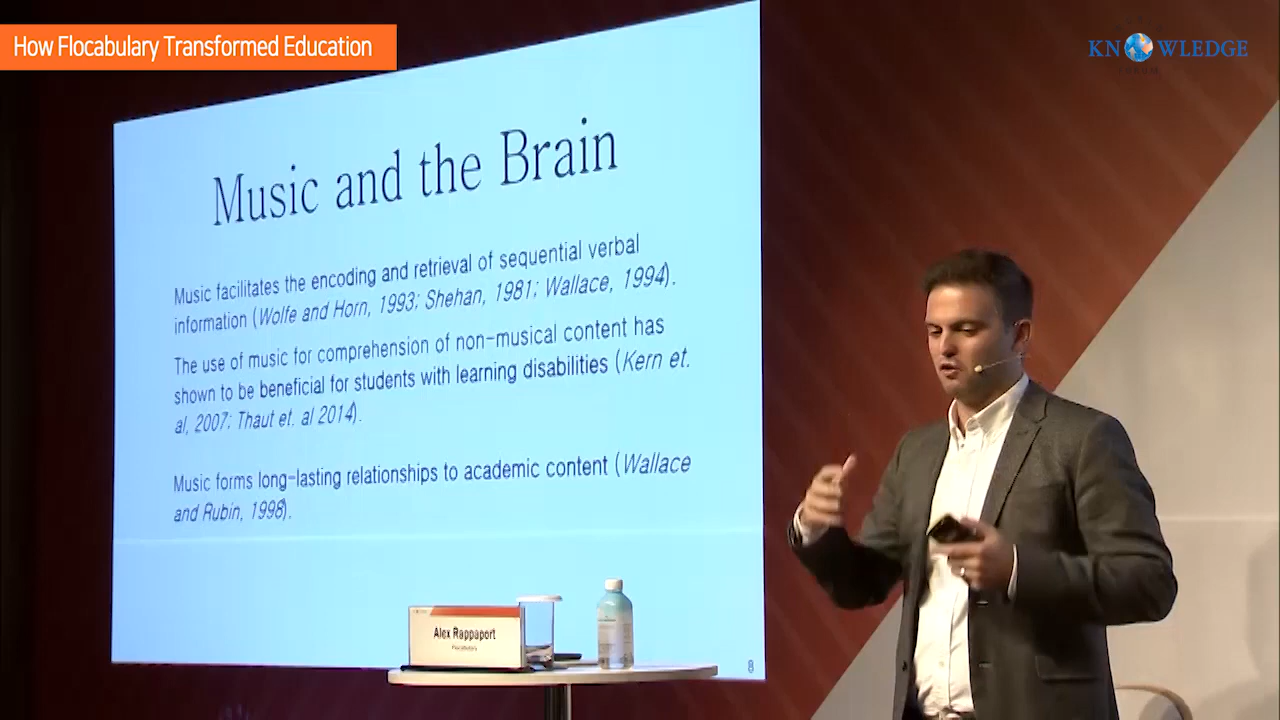 How Flocabulary Transformed Education
KNOWLEDGE
FORUM
Music and the Brain
Music facilitates the encoding and retrieval of sequential verbal
information (Wolfe and Horn, 1993; Shehan, 1981; Wallace, 1994).
The use of music for comprehension of non-musical content has
shown to be beneficial for students with learning disabilities (Kern et.
al, 2007; Thaut et. al 2014).
Music forms long-lasting relationships to academic content (Wallace
and Rubin, 1998).
8
Alex Rappaport
Flocabulary